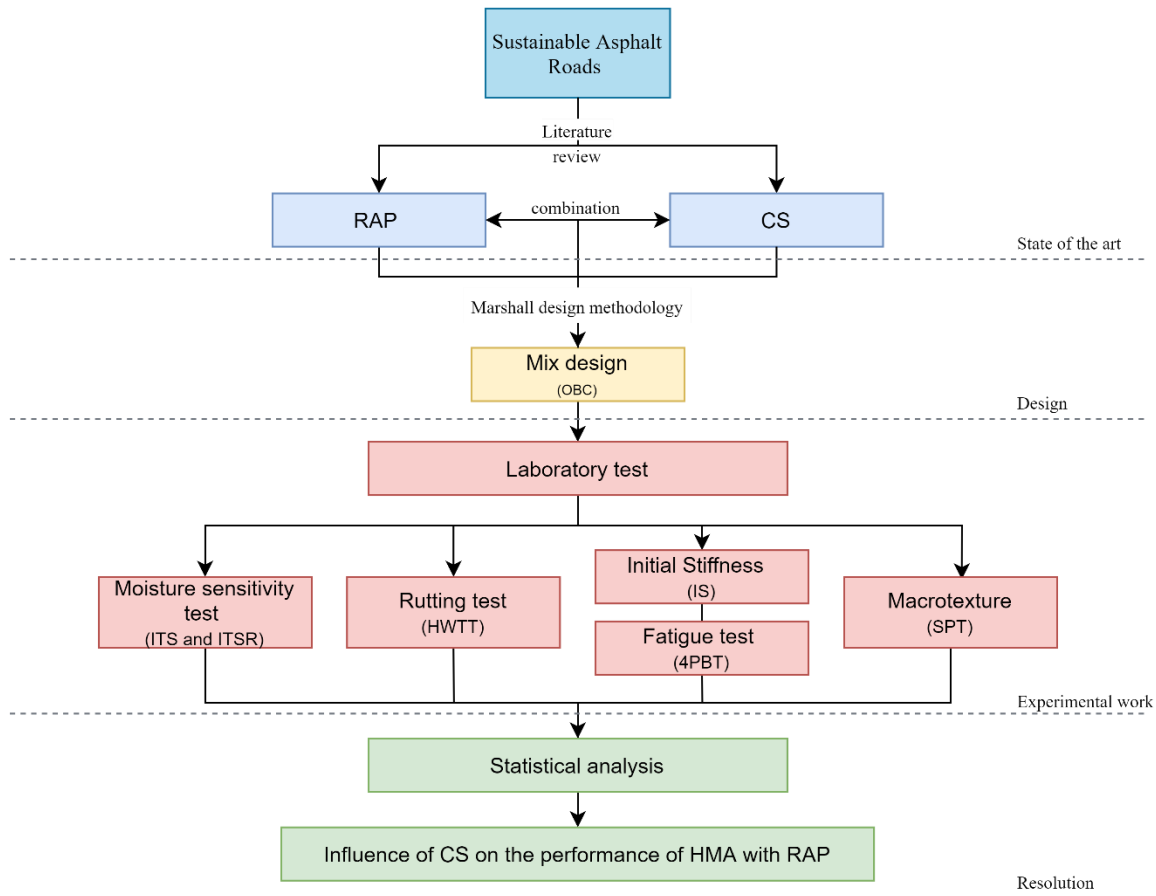 Sustainable Asphalt
Roads
Literature
review
RAP
combination
CS
State of the art
Marshall design methodology
Mix design
(OBC)
Design
Laboratory test
Moisture sensitivity
test
(ITS and ITSR)
Rutting test
(HWTT)
Initial Stiffness
(IS)
Fatigue test
(4PBT)
Macrotexture
(SPT)
Experimental work
Statistical analysis
Influence of CS on the performance of HMA with RAP
Resolution